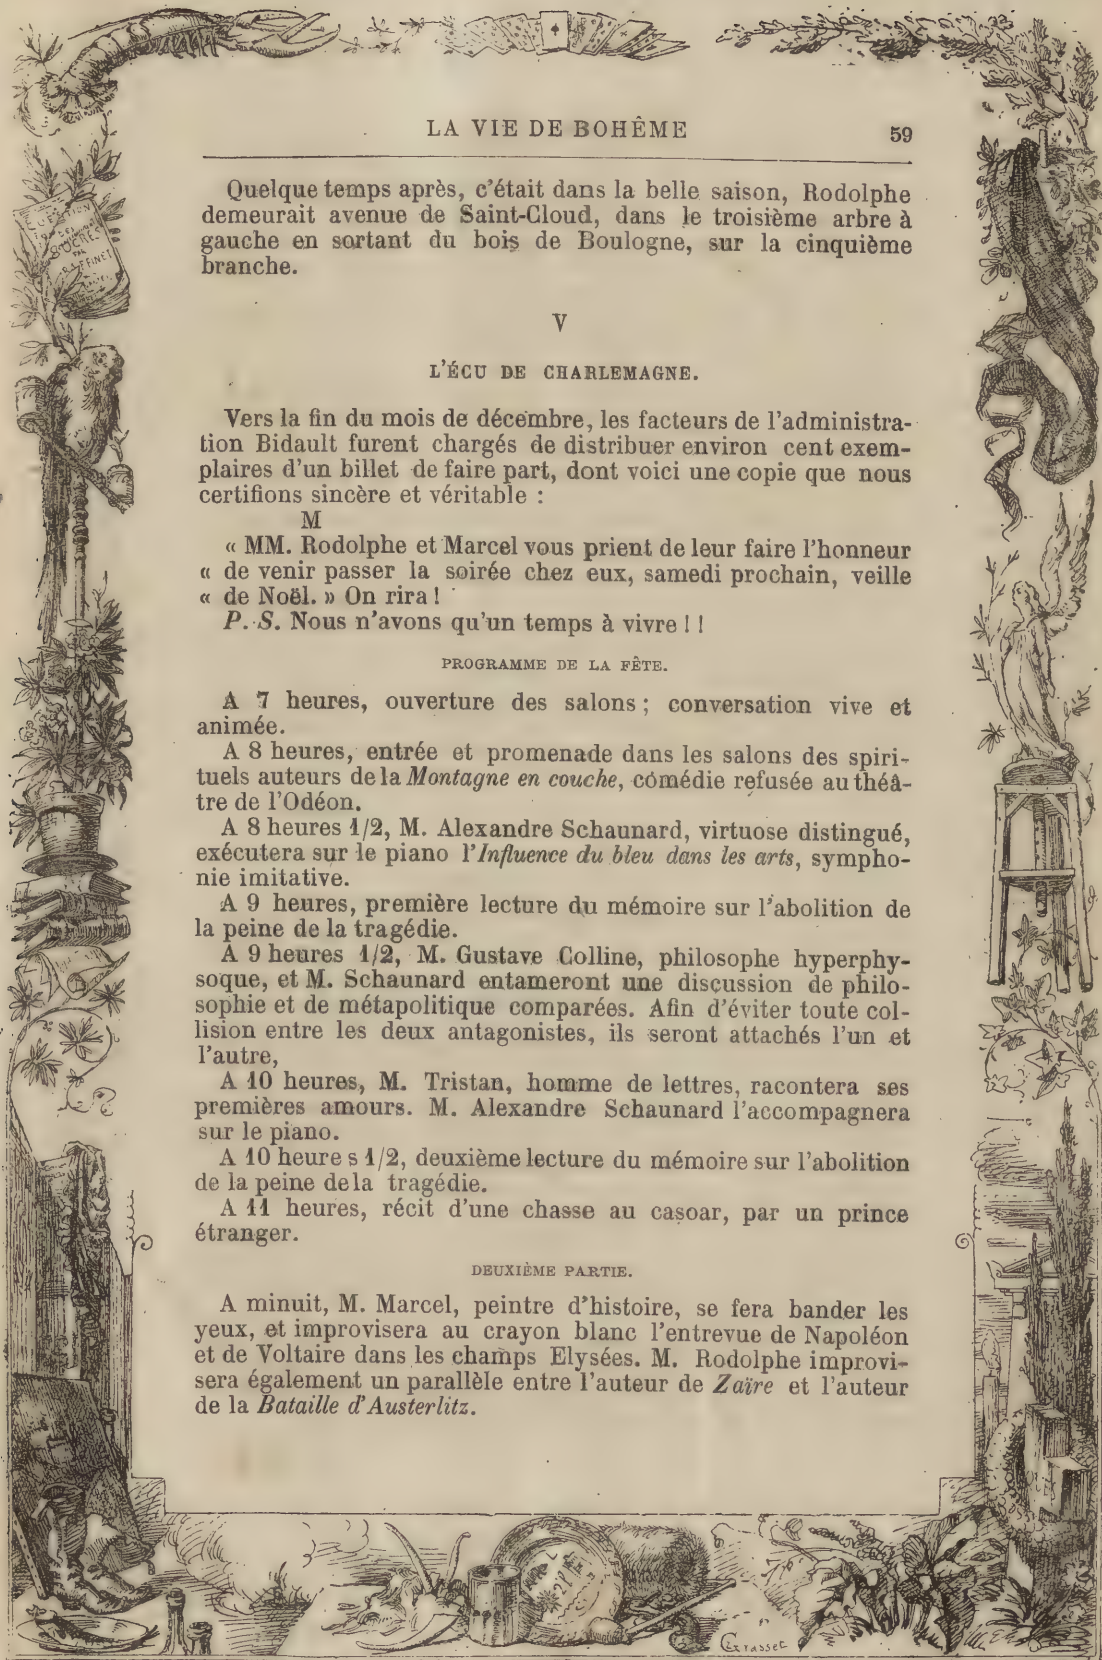 LA VIE DE BOHÊME 59
Quelque temps après, c'était dans la belle saison, Rodolphe
demeurait avenue de Saint-Cloud, dans le troisième arbre à
gauche en sortant du bois de Boulogne, sur la cinquième
branche.
V
L'ÉCU DE CHARLEMAGNE.
Vers la fin du mois de décembre, les facteurs de l'administra-
tion Bidault furent chargés de distribuer environ cent exem-
plaires d'un billet de faire part, dont voici une copie que nous
certifions sincère et véritable :
M
« MM. Rodolphe et Marcel vous prient de leur faire l'honneur
« de venir passer la soirée chez eux, samedi prochain, veille
« de Noël. » On rira !
P. S. Nous n'avons qu'un temps à vivre ! !
PROGRAMME DE LA FÊTE.
A 7 heures, ouverture des salons ; conversation vive et
animée.
A 8 heures, entrée et promenade dans les salons des spiri-
tuels auteurs de la Montagne en couche, comédie refusée au théâ-
tre de l'Odéon.
A 8 heures 1/2, M. Alexandre Schaunard, virtuose distingué,
exécutera sur le piano l'Influence du bleu dans les arts, sympho-
nie imitative.
A 9 heures, première lecture du mémoire sur l'abolition de
la peine de la tragédie.
A 9 heures 1/2, M. Gustave Colline, philosophe hyperphy-
soque, et M. Schaunard entameront une discussion de philo-
sophie et de métapolitique comparées. Afin d'éviter toute col-
lision entre les deux antagonistes, ils seront attachés l'un et
l'autre,
A 10 heures, M. Tristan, homme de lettres, racontera ses
premières amours. M. Alexandre Schaunard l'accompagnera
sur le piano.
A 10 heure s 1/2, deuxième lecture du mémoire sur l'abolition
de la peine de la tragédie.
A 11 heures, récit d'une chasse au casoar, par un prince
étranger.
DEUXIÈME PARTIE.
A minuit, M. Marcel, peintre d'histoire, se fera bander les
yeux, et improvisera au crayon blanc l'entrevue de Napoléon
et de Voltaire dans les champs Elysées. M. Rodolphe improvi-
sera également un parallèle entre l'auteur de Zaïre et l'auteur
de la Bataille d'Austerlitz.
Grasset